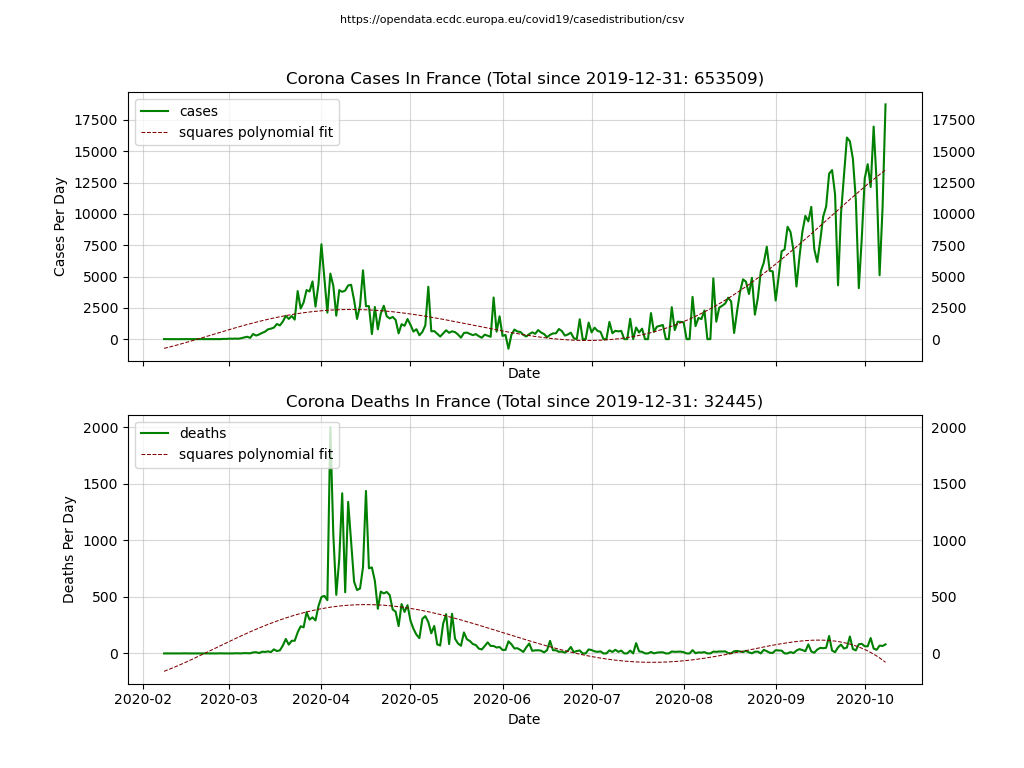 https://opendata.ecdc.europa.eu/covid19/casedistribution/csv
Corona Cases In France (Total since 2019-12-31: 653509)
cases
squares polynomial fit
Cases Per Day
17500
15000
12500
10000
7500
5000
2500
0
17500
15000
12500
10000
7500
5000
2500
0
Date
Corona Deaths In France (Total since 2019-12-31: 32445)
deaths
squares polynomial fit
Deaths Per Day
2000
1500
1000
500
0
2000
1500
1000
500
0
2020-02 2020-03 2020-04 2020-05 2020-06 2020-07 2020-08 2020-09 2020-10
Date